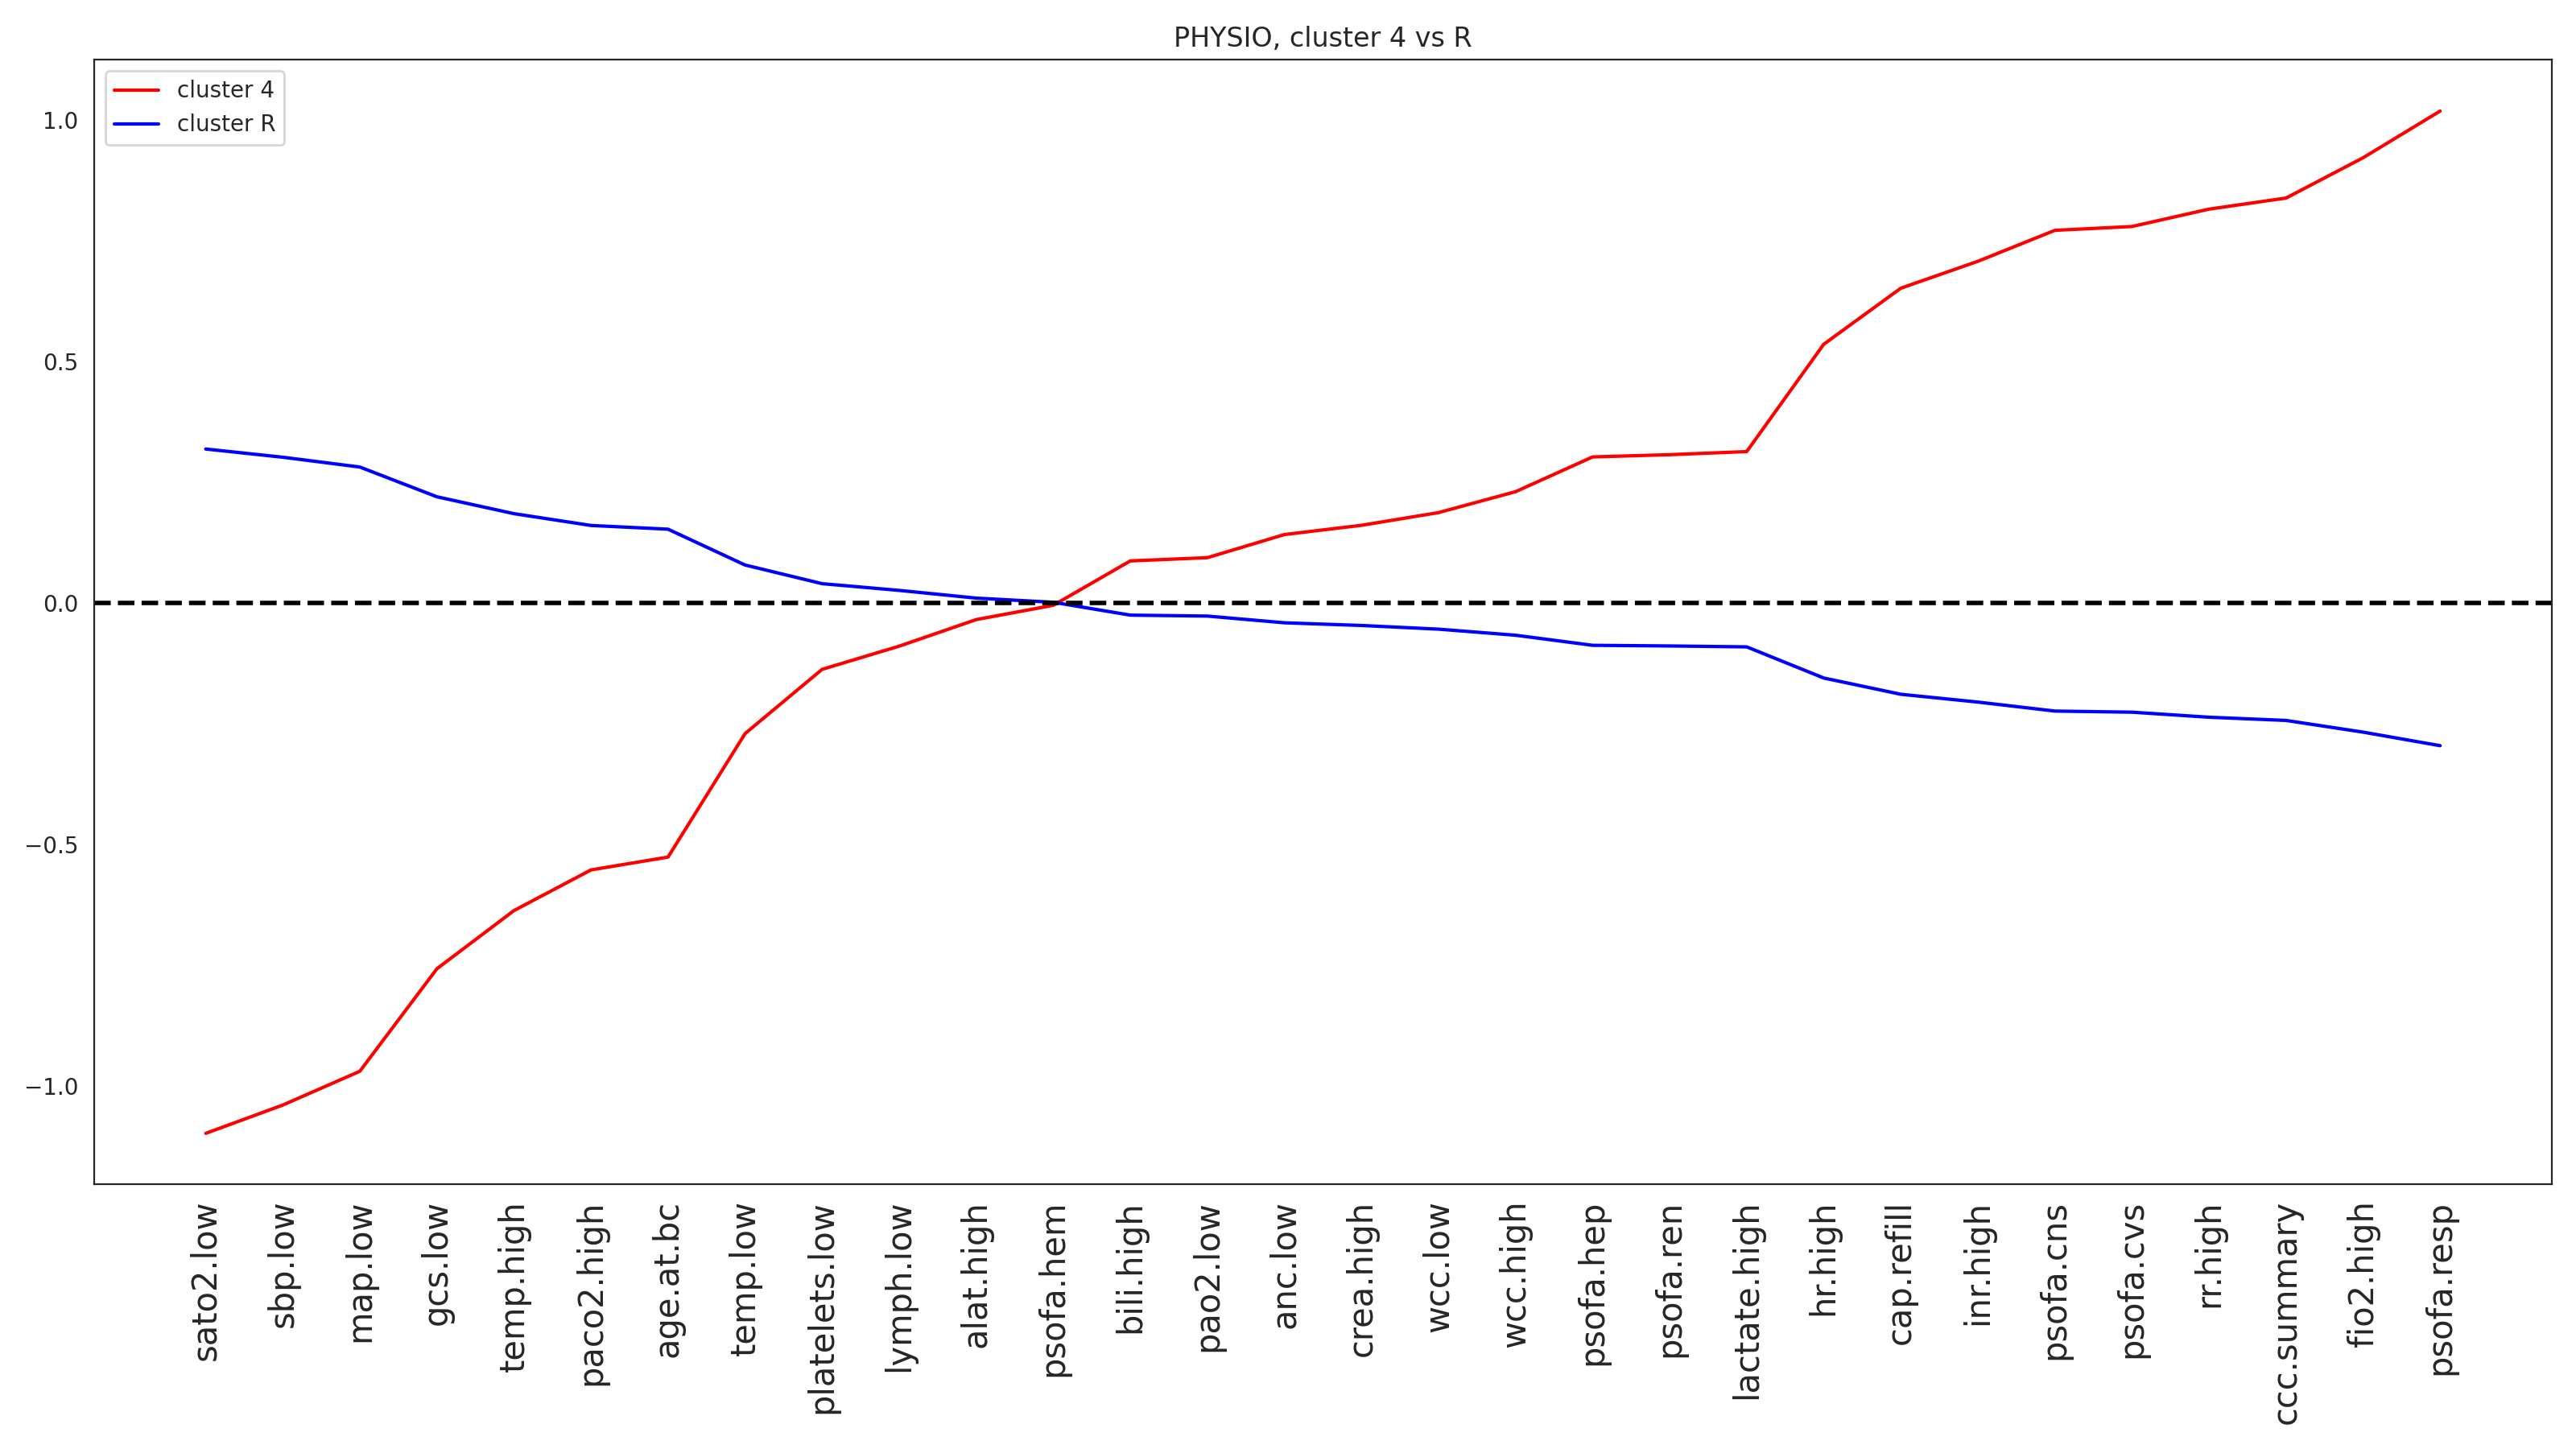 PHYSIO, cluster 4 vs R
cluster 4
cluster R
1.0
0.5
0.0
−0.5
−1.0
sato2.low
sbp.low
map.low
gcs.low
temp.high
paco2.high
age.at.bc
temp.low
platelets.low
lymph.low
alat.high
psofa.hem
bili.high
pao2.low
anc.low
crea.high
wcc.low
wcc.high
psofa.hep
psofa.ren
lactate.high
hr.high
cap.refill
inr.high
psofa.cns
psofa.cvs
rr.high
ccc.summary
fio2.high
psofa.resp